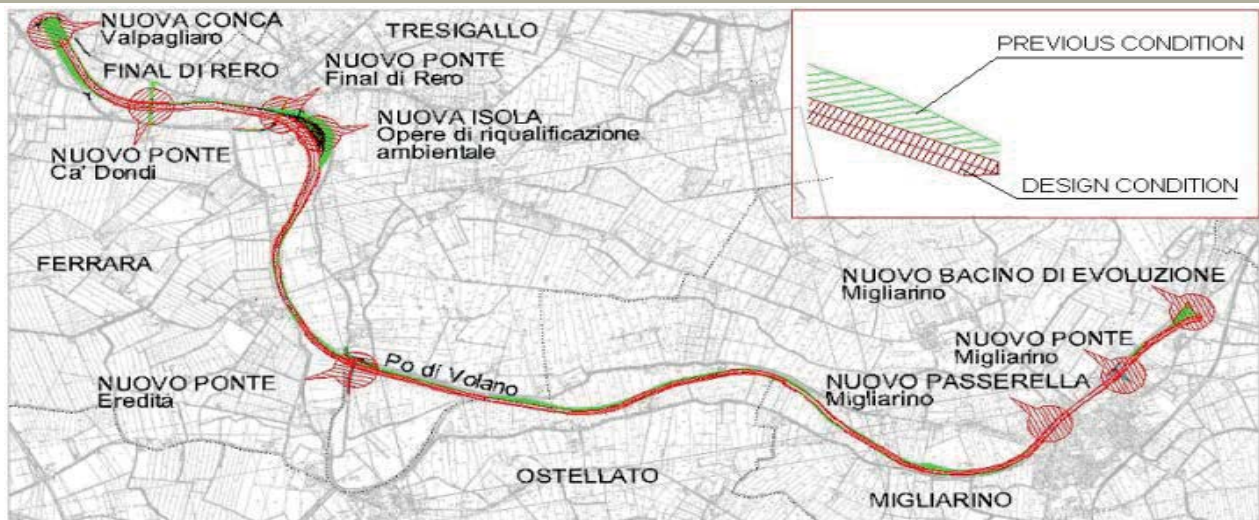 NUOVA CONCA
Valpagliaro
TRESIGALLO
FINAL DI RERO
NUOVO PONTE
Final di Rero
NUOVA ISOLA
Opere di riqualificazione
ambientale
NUOVO PONTE
Ca' Dondi
PREVIOUS CONDITION
DESIGN CONDITION
FERRARA
NUOVO BACINO DI EVOLUZIONE
Migliarino
NUOVO PONTE
Migliarino
NUOVO PASSERELLA
Migliarino
NUOVO PONTE
Eredità
Po di Volano
OSTELLATO
MIGLIARINO